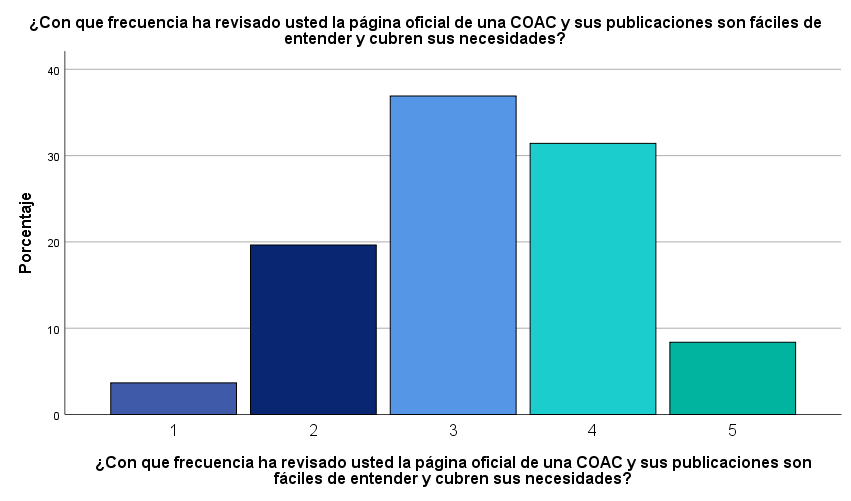 ¿Con que frecuencia ha revisado usted la página oficial de una COAC y sus publicaciones son fáciles de
entender y cubren sus necesidades?
Porcentaje
40
30
20
10
0
1 2 3 4 5
¿Con que frecuencia ha revisado usted la página oficial de una COAC y sus publicaciones son
fáciles de entender y cubren sus necesidades?